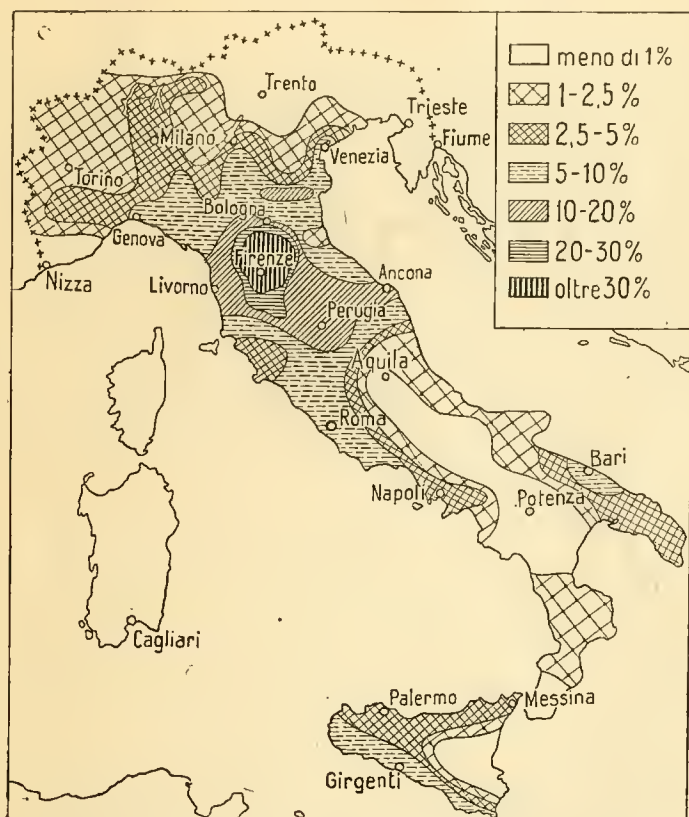 meno di 1%
1-2,5%
2,5-5%
5-10%
10-20%
20-30%
oltre 30%
Trento
Trieste
Fiume
Milano
Venezia
Torino
Bologna
Genova
Firenze
Nizza
Livorno
Ancona
Perugia
Aquila
Roma
Bari
Napoli
Potenza
Cagliari
Palermo
Messina
Girgenti